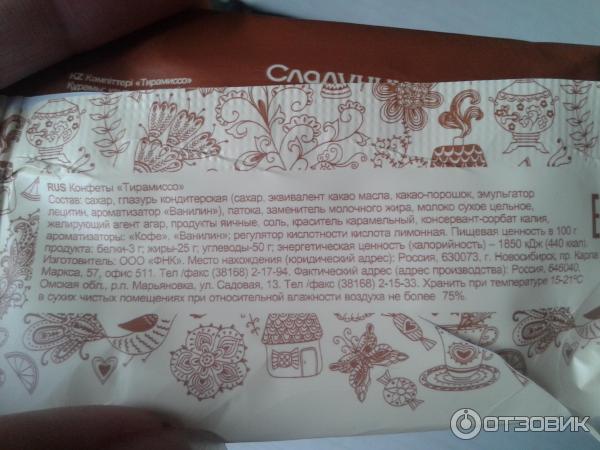 Сладуни
KZ Кәмпиттері «Тирамиссо»
RUS Конфеты «Тирамиссо»
Состав: сахар, глазурь кондитерская (сахар, эквивалент какао масла, какао-порошок, эмульгатор
лецитин, ароматизатор «Ванилин»), патока, заменитель молочного жира, молоко сухое цельное,
желирующий агент агар, продукты яичные, соль, краситель карамельный, консервант-сорбат калия,
ароматизаторы: «Кофе», «Ванилин»; регулятор кислотности кислота лимонная. Пищевая ценность в 100 г
продукта: белки-3 г; жиры-25 г; углеводы-50 г; энергетическая ценность (калорийность) – 1850 кДж (440 ккал).
Изготовитель: ООО «ФНК». Место нахождения (юридический адрес): Россия, 630073, г. Новосибирск, пр. Карла
Маркса, 57, офис 511. Тел /факс (38168) 2-17-94. Фактический адрес (адрес производства): Россия, 646040,
Омская обл., р.п. Марьяновка, ул. Садовая, 13. Тел /факс (38168) 2-15-33. Хранить при температуре 15-21°С
в сухих чистых помещениях при относительной влажности воздуха не более 75%.
ОТЗОВИК